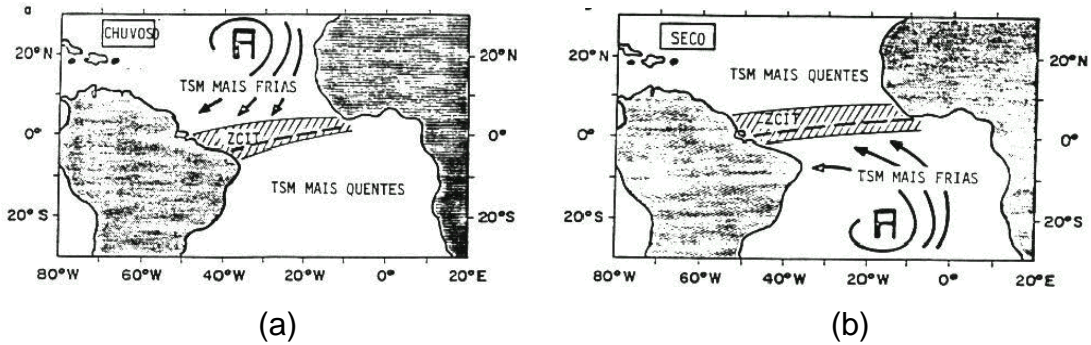 a
CHUVOSO
A
20°N
20°N
TSM MAIS FRIAS
0°
ZCIT
0°
TSM MAIS QUENTES
20°S
20°S
80°W
60°W
40°W
20°W
0°
20°E
(a)
SECO
A
20°N
20°N
TSM MAIS QUENTES
ZCIT
0°
0°
TSM MAIS FRIAS
20°S
20°S
80°W
60°W
40°W
20°W
0°
20°E
(b)